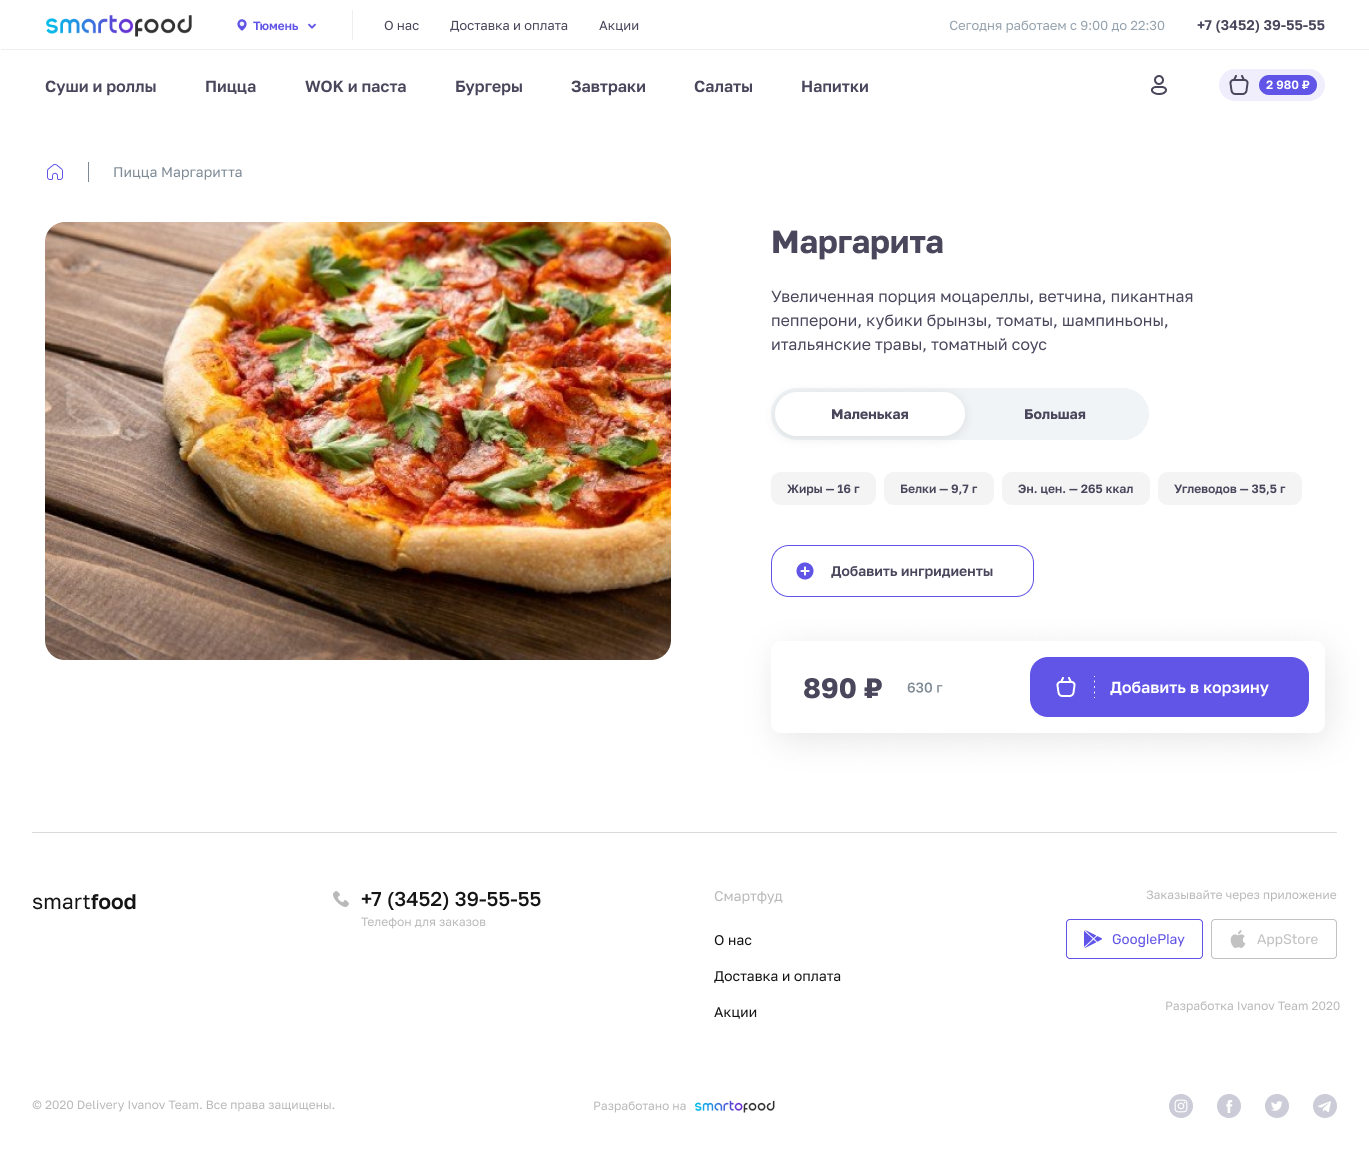 smartofood
Тюмень
О нас
Доставка и оплата
Акции
Сегодня работаем с 9:00 до 22:30
+7 (3452) 39-55-55
Суши и роллы
Пицца
WOK и паста
Бургеры
Завтраки
Салаты
Напитки
2 980 ₽
Пицца Маргаритта
Маргарита
Увеличенная порция моцареллы, ветчина, пикантная
пепперони, кубики брынзы, томаты, шампиньоны,
итальянские травы, томатный соус
Маленькая
Большая
Жиры — 16 г
Белки — 9,7 г
Эн. цен. — 265 ккал
Углеводов — 35,5 г
Добавить ингридиенты
890 ₽
630 г
Добавить в корзину
smartfood
+7 (3452) 39-55-55
Телефон для заказов
Смартфуд
О нас
Доставка и оплата
Акции
Заказывайте через приложение
GooglePlay
AppStore
Разработка Ivanov Team 2020
© 2020 Delivery Ivanov Team. Все права защищены.
Разработано на smartofood